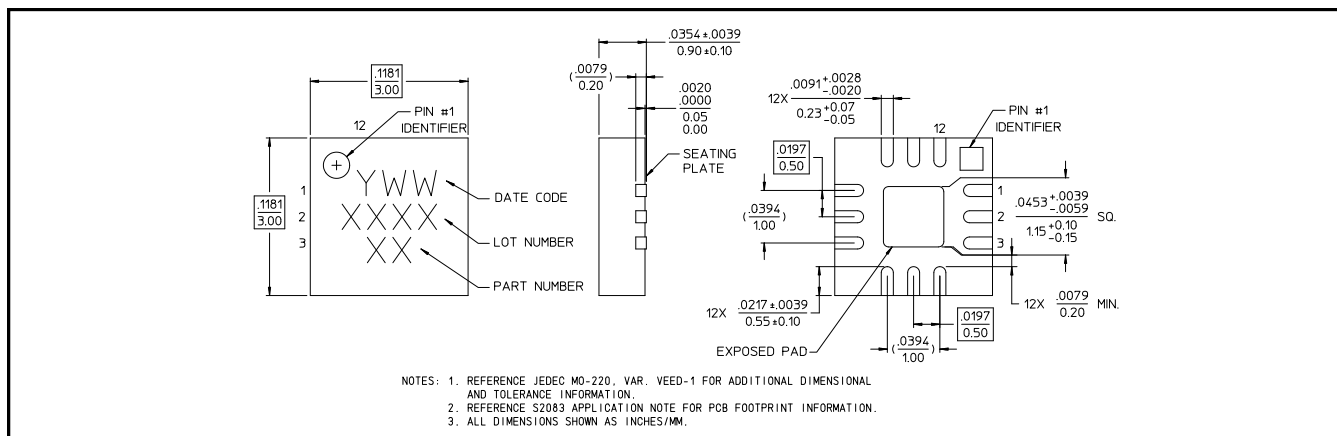 .1181
3.00
12
PIN #1
IDENTIFIER
.1181
3.00
1
2
3
YWW
XXXX
XX
DATE CODE
LOT NUMBER
PART NUMBER
.0354±.0039
0.90±0.10
(.0079
0.20)
.0020
.0000
0.05
0.00
SEATING
PLATE
12X .0091 +.0028 -.0020
0.23 +0.07 -0.05
12
PIN #1
IDENTIFIER
.0197
0.50
(.0394
1.00)
1
2
3
.0453 +.0039 -.0059
1.15 +0.10 -0.15
SQ.
12X .0217±.0039
0.55±0.10
12X .0079
0.20
MIN.
.0197
0.50
(.0394
1.00)
EXPOSED PAD
NOTES: 1. REFERENCE JEDEC MO-220, VAR. VEED-1 FOR ADDITIONAL DIMENSIONAL
AND TOLERANCE INFORMATION.
2. REFERENCE S2083 APPLICATION NOTE FOR PCB FOOTPRINT INFORMATION.
3. ALL DIMENSIONS SHOWN AS INCHES/MM.